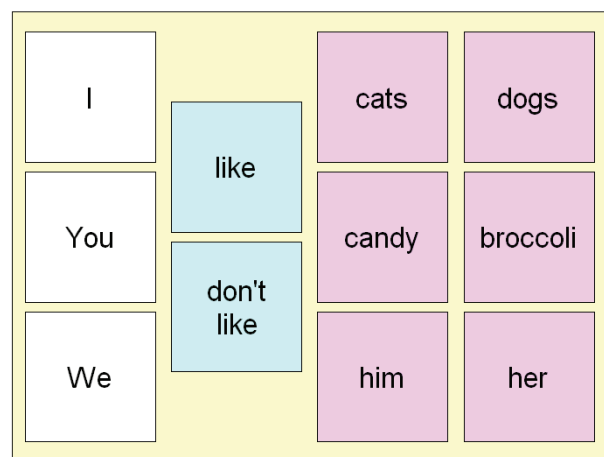 I
You
We
like
don't
like
cats
dogs
candy
broccoli
him
her